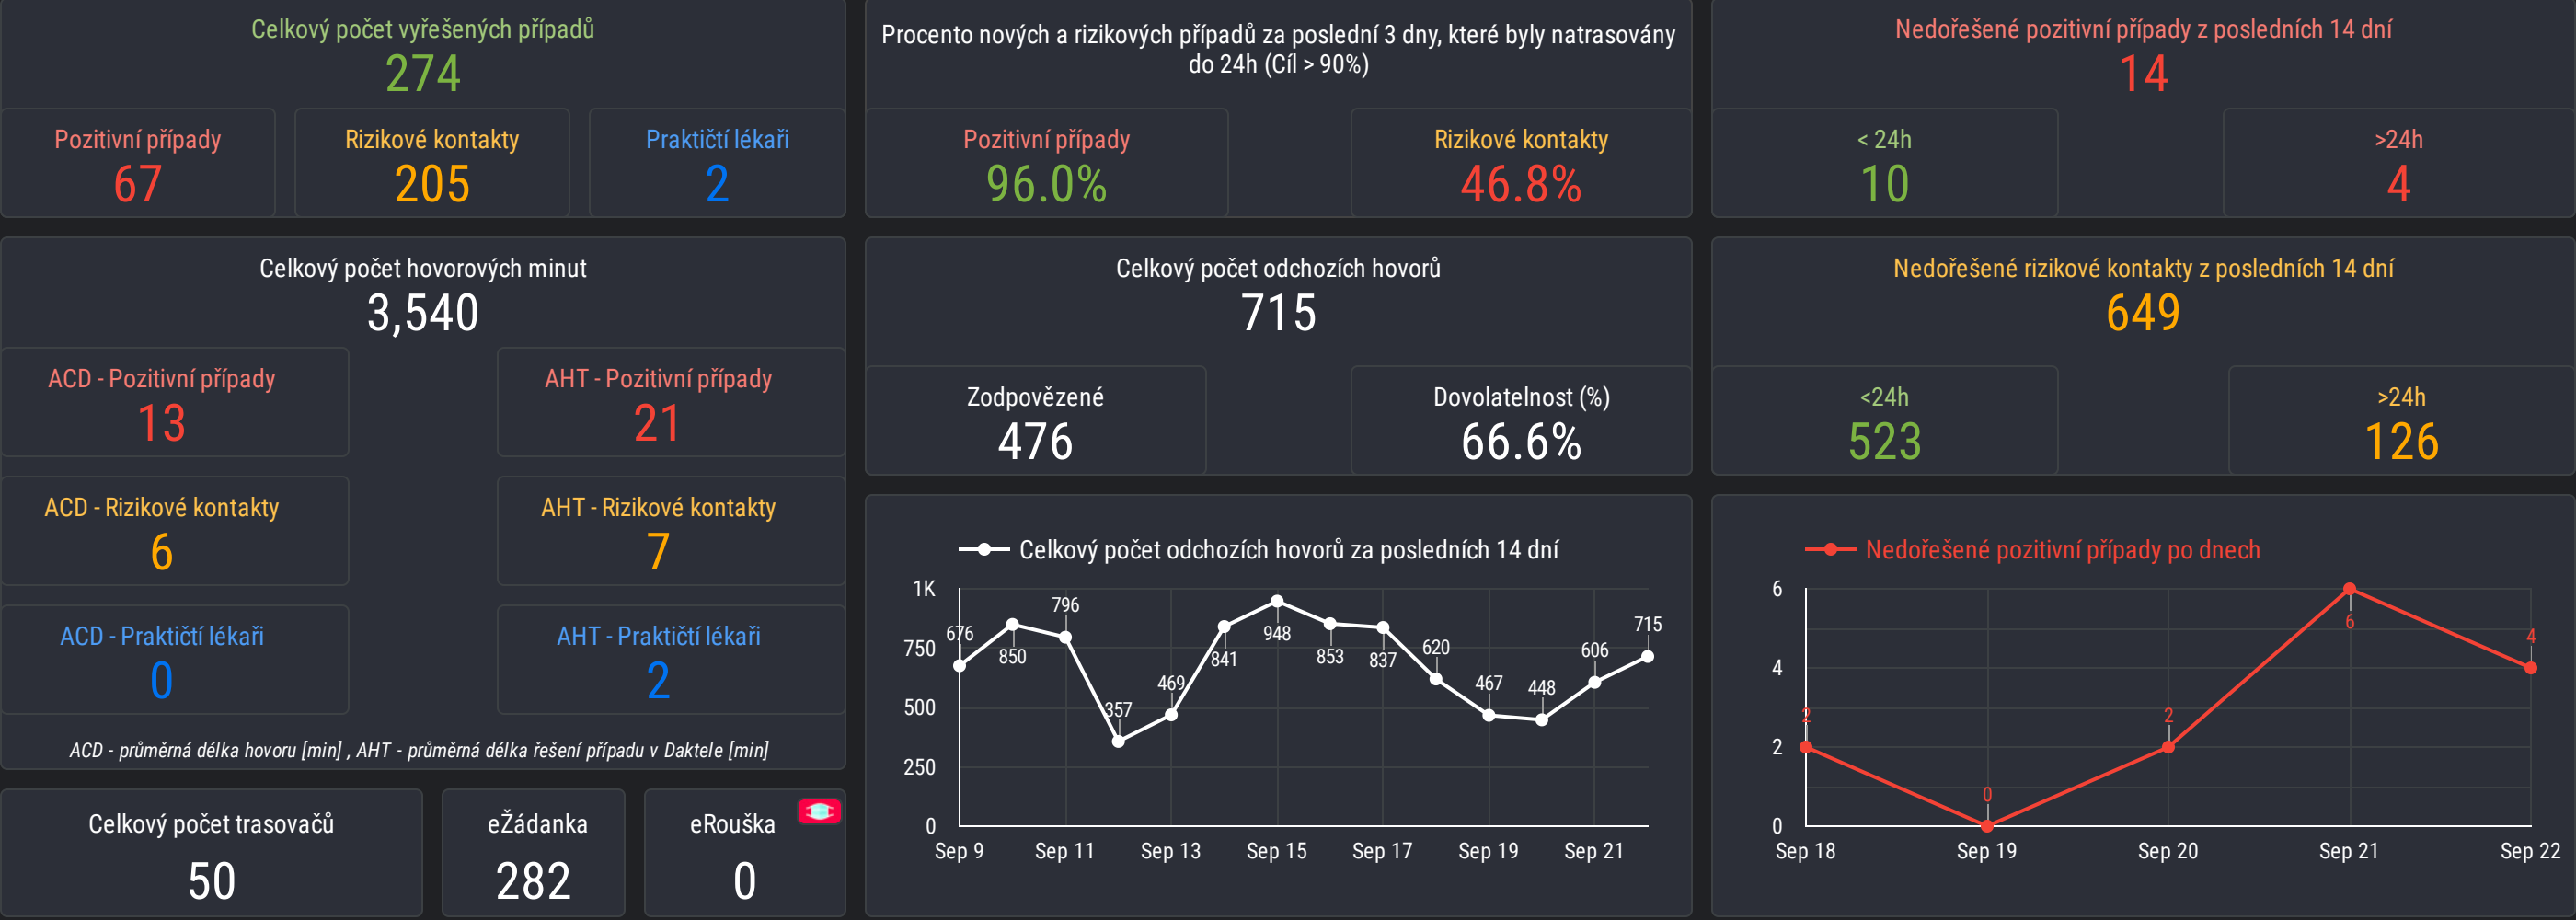 Celkový počet vyřešených případů
274
Pozitivní případy
67
Rizikové kontakty
205
Praktičtí lékaři
2
Procento nových a rizikových případů za poslední 3 dny, které byly natrasovány
do 24h (Cíl > 90%)
Pozitivní případy
96.0%
Rizikové kontakty
46.8%
Nedořešené pozitivní případy z posledních 14 dní
14
< 24h
10
>24h
4
Celkový počet hovorových minut
3,540
ACD - Pozitivní případy
13
AHT - Pozitivní případy
21
ACD - Rizikové kontakty
6
AHT - Rizikové kontakty
7
ACD - Praktičtí lékaři
0
AHT - Praktičtí lékaři
2
ACD - průměrná délka hovoru [min] , AHT - průměrná délka řešení případu v Daktele [min]
Celkový počet odchozích hovorů
715
Zodpovězené
476
Dovolatelnost (%)
66.6%
Nedořešené rizikové kontakty z posledních 14 dní
649
<24h
523
>24h
126
Celkový počet trasovačů
50
eŽádanka
282
eRouška
0
Celkový počet odchozích hovorů za posledních 14 dní
1K
750
500
250
0
676
850
796
357
469
841
948
853
837
620
467
448
606
715
Sep 9
Sep 11
Sep 13
Sep 15
Sep 17
Sep 19
Sep 21
Nedořešené pozitivní případy po dnech
6
4
2
0
2
0
2
6
4
Sep 18
Sep 19
Sep 20
Sep 21
Sep 22